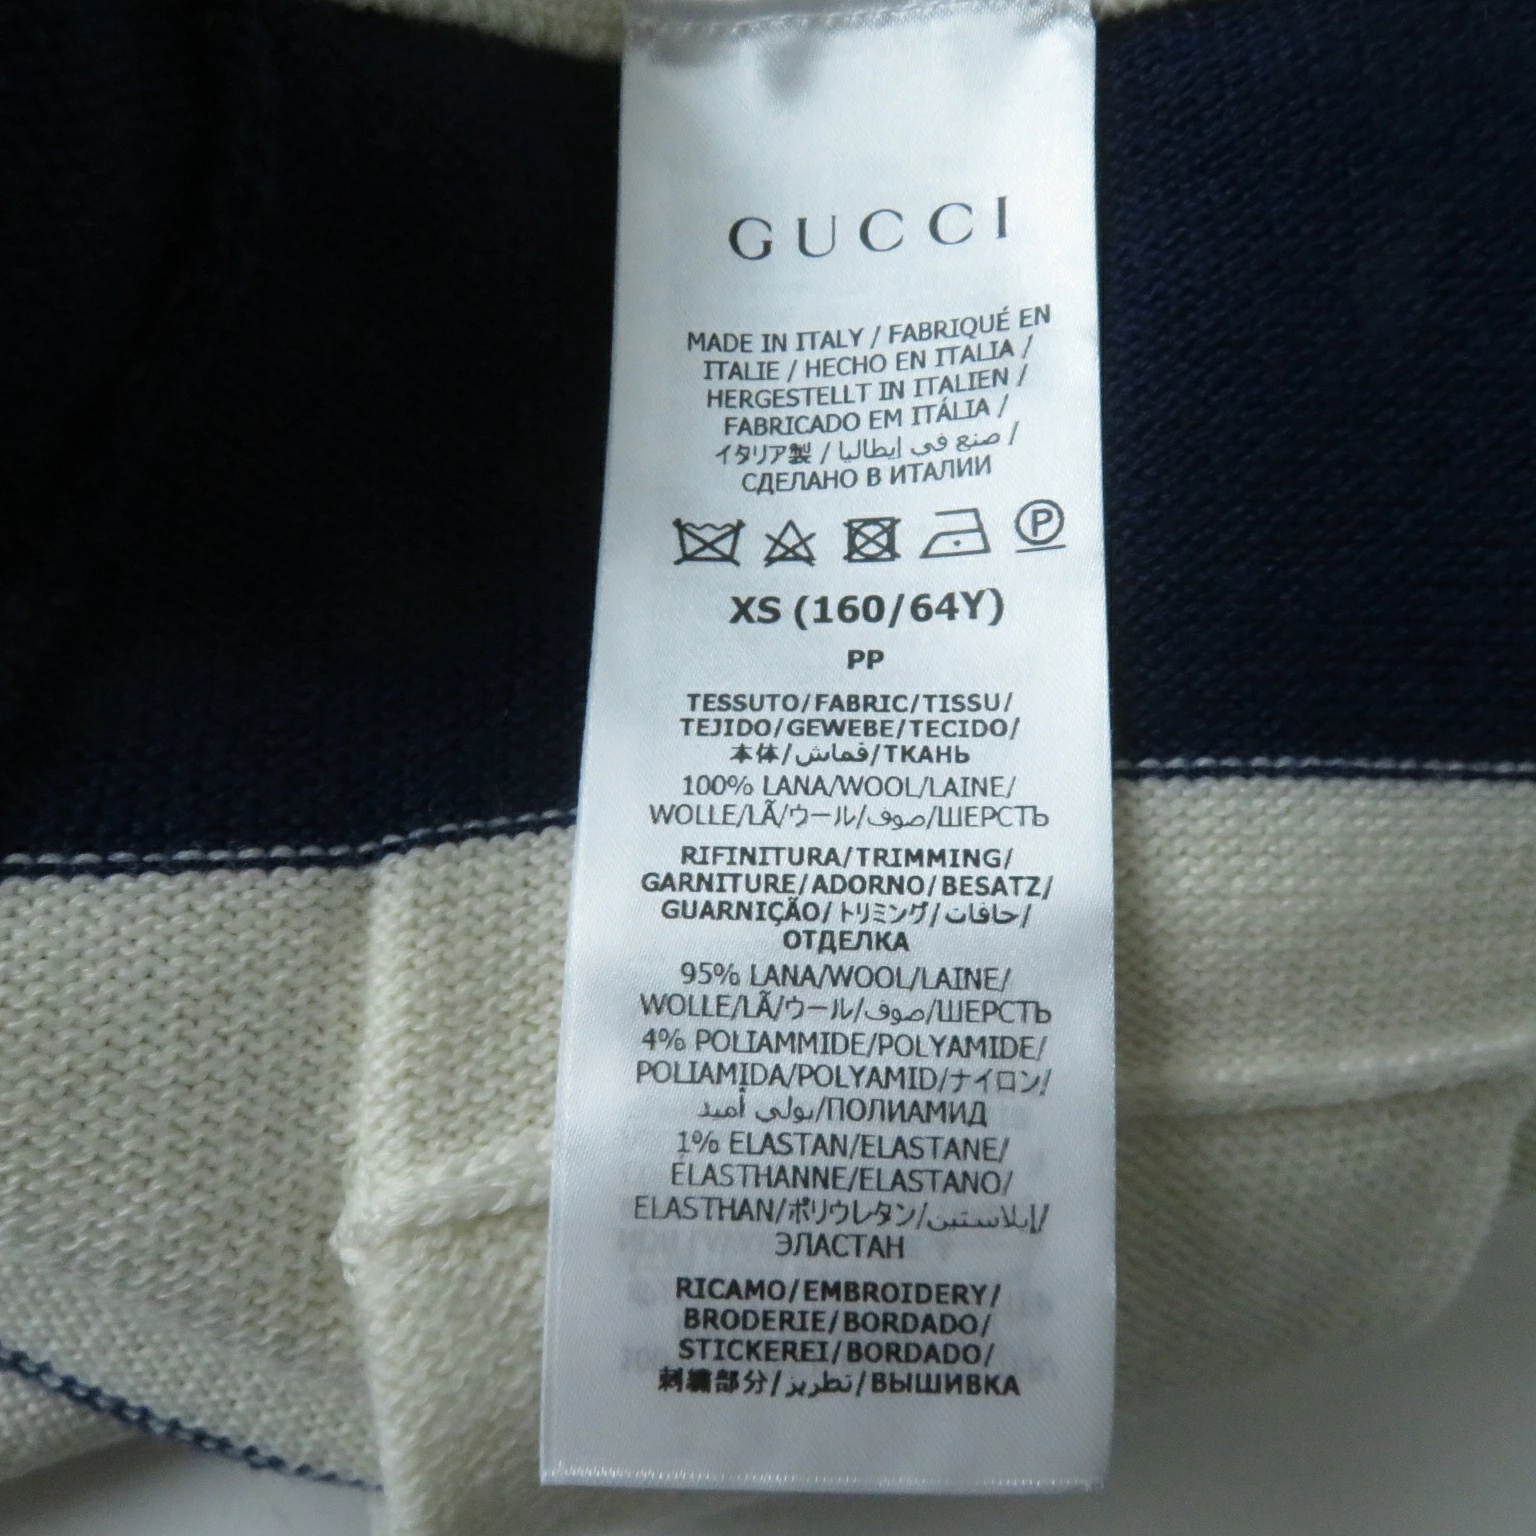 GUCCI
MADE IN ITALY / FABRIQUÉ EN
ITALIE / HECHO EN ITALIA /
HERGESTELLT IN ITALIEN /
FABRICADO EM ITÁLIA /
イタリア製 / صنع في إيطاليا /
СДЕЛАНО В ИТАЛИИ
P
XS (160/64Y)
PP
TESSUTO/FABRIC/TISSU/
TEJIDO/GEWEBE/TECIDO/
本体/قماش/ТКАНЬ
100% LANA/WOOL/LAINE/
WOLLE/LÃ/ウール/صوف/ШЕРСТЬ
RIFINITURA/TRIMMING/
GARNITURE/ADORNO/BESATZ/
GUARNIÇÃO/トリミング/حافات/
ОТДЕЛКА
95% LANA/WOOL/LAINE/
WOLLE/LÃ/ウール/صوف/ШЕРСТЬ
4% POLIAMMIDE/POLYAMIDE/
POLIAMIDA/POLYAMID/ナイロン/
بولي أميد/ПОЛИАМИД
1% ELASTAN/ELASTANE/
ÉLASTHANNE/ELASTANO/
ELASTHAN/ポリウレタン/إيلاستين/
ЭЛАСТАН
RICAMO/EMBROIDERY/
BRODERIE/BORDADO/
STICKEREI/BORDADO/
刺繍部分/تطريز/ВЫШИВКА